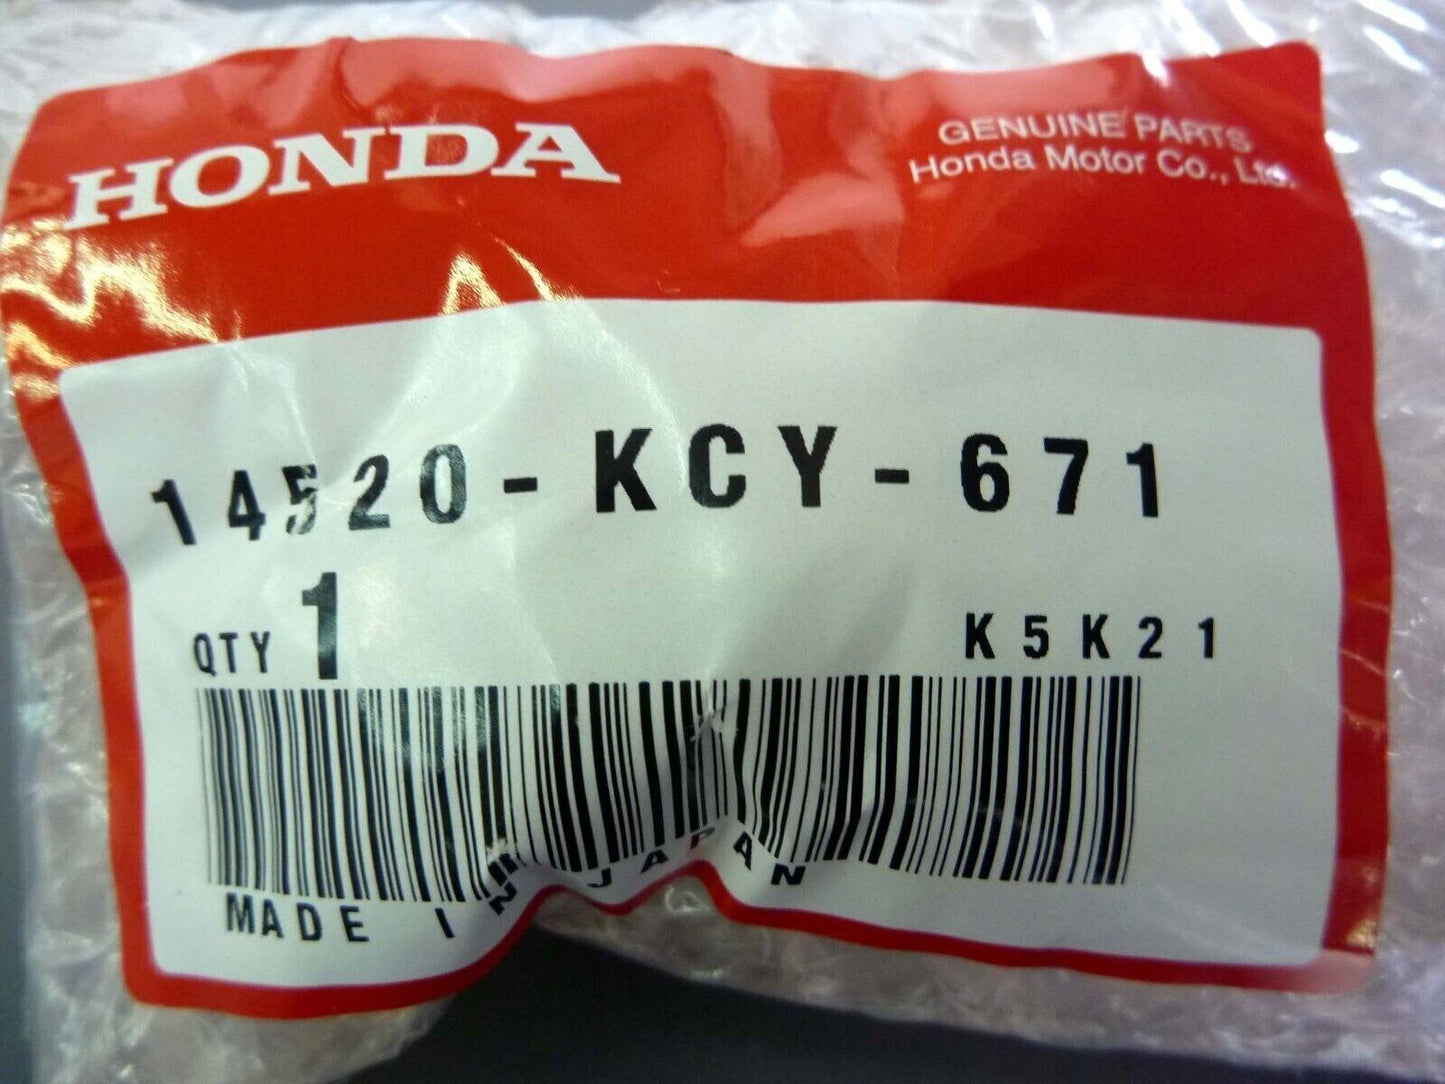 HONDA
GENUINE PARTS
Honda Motor Co., Ltd.
14520-KCY-671
QTY 1
K5K21
MADE IN JAPAN